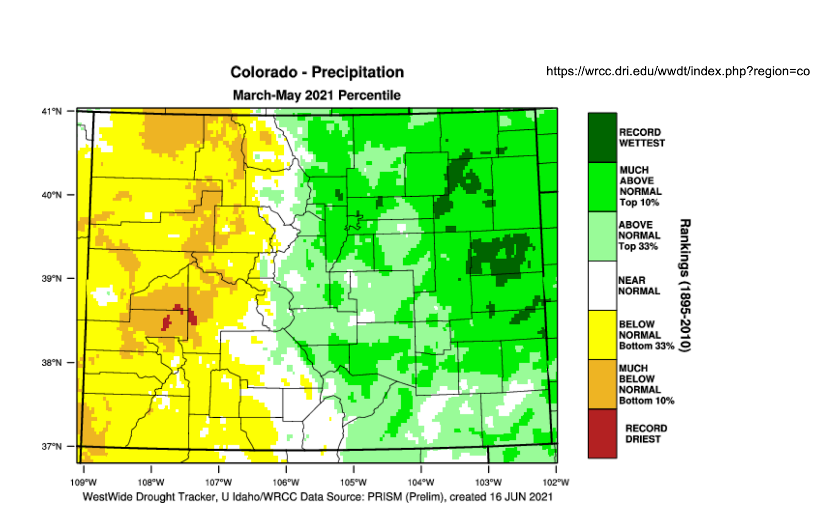 https://wrcc.dri.edu/wwdt/index.php?region=co
Colorado - Precipitation
March-May 2021 Percentile
41°N
40°N
39°N
38°N
37°N
109°W
108°W
107°W
106°W
105°W
104°W
103°W
102°W
WestWide Drought Tracker, U Idaho/WRCC Data Source: PRISM (Prelim), created 16 JUN 2021
RECORD
WETTEST
MUCH
ABOVE
NORMAL
Top 10%
ABOVE
NORMAL
Top 33%
NEAR
NORMAL
BELOW
NORMAL
Bottom 33%
MUCH
BELOW
NORMAL
Bottom 10%
RECORD
DRIEST
Rankings (1895-2010)